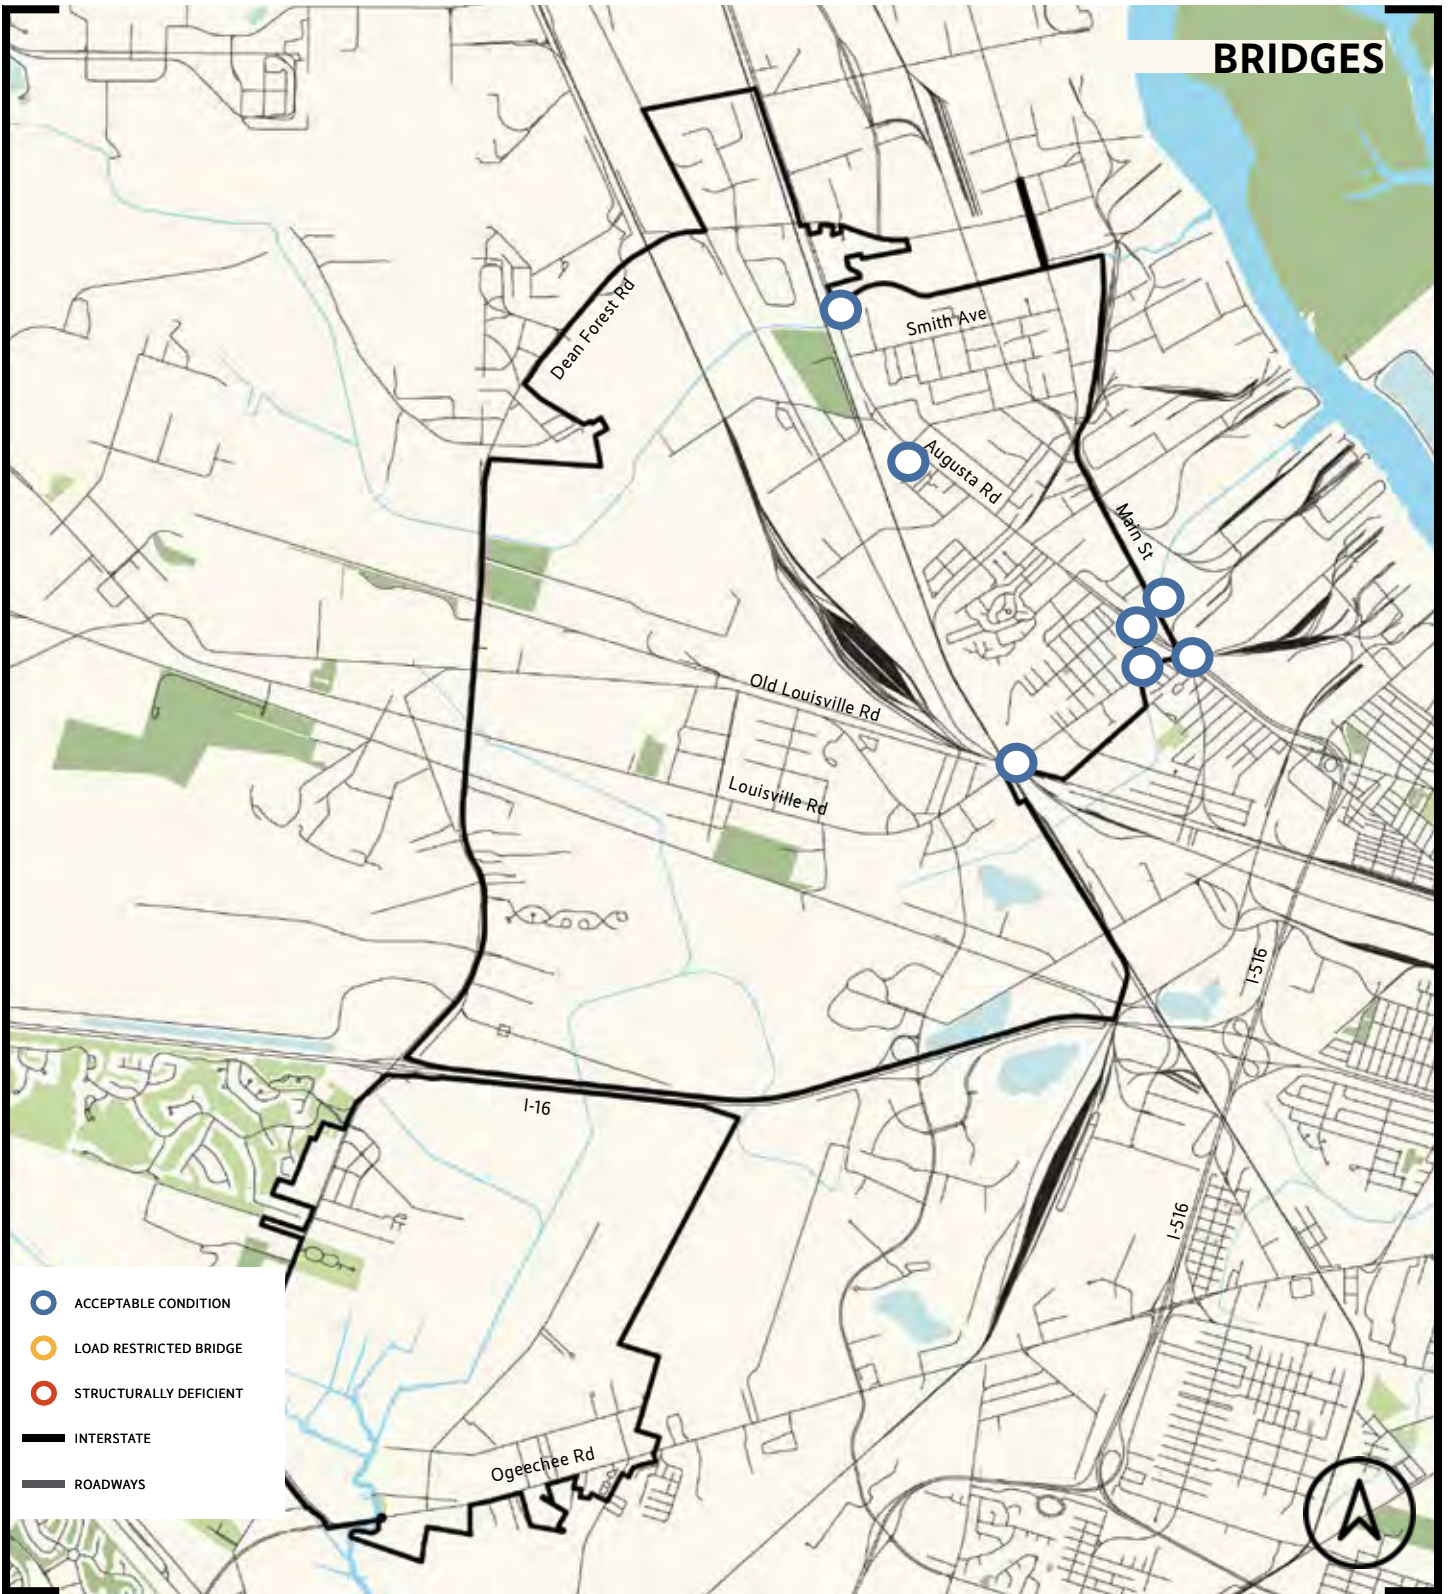 BRIDGES
Dean Forest Rd
Smith Ave
Augusta Rd
Main St
Old Louisville Rd
Louisville Rd
I-516
I-16
I-516
Ogeechee Rd
ACCEPTABLE CONDITION
LOAD RESTRICTED BRIDGE
STRUCTURALLY DEFICIENT
INTERSTATE
ROADWAYS